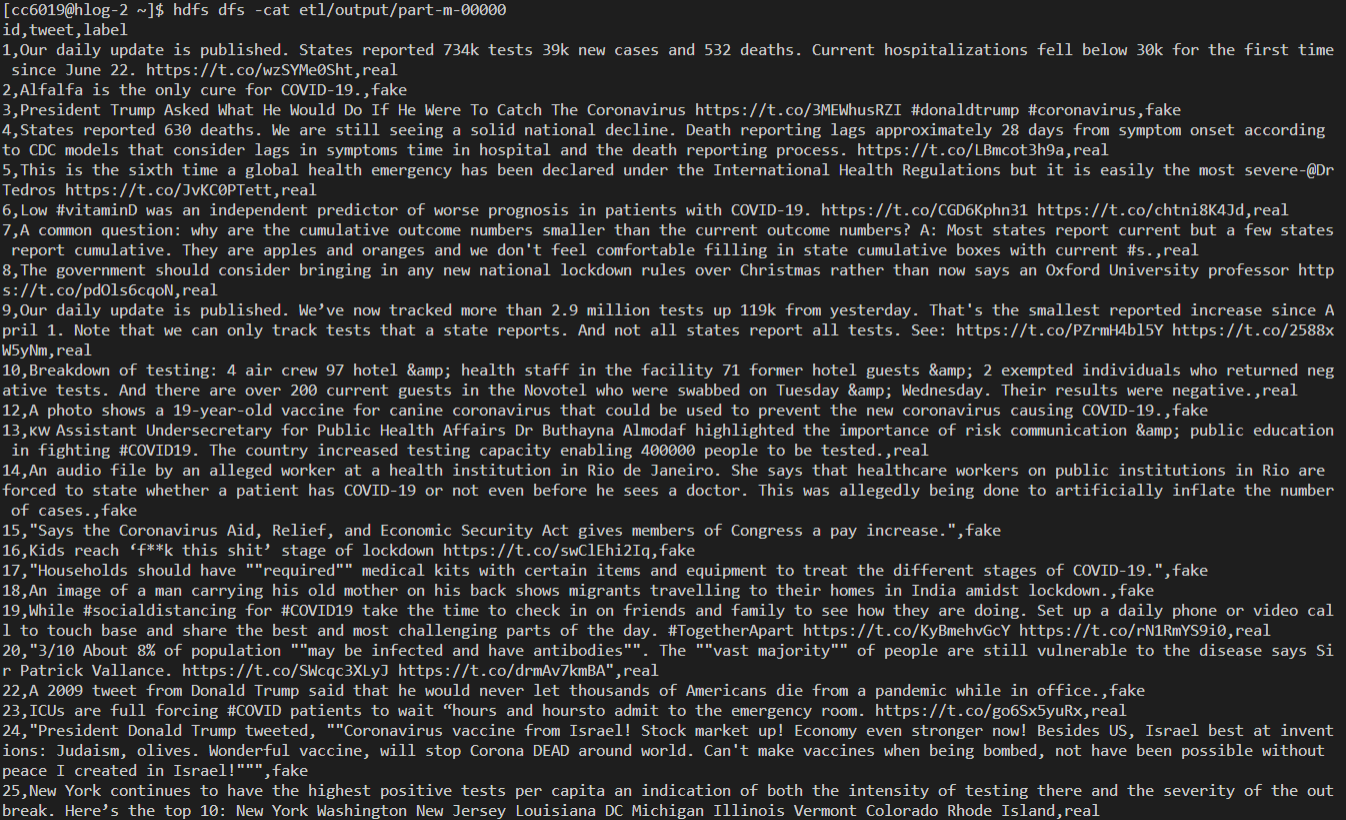 [cc6019@hlog-2 ~]$ hdfs dfs -cat etl/output/part-m-00000
id,tweet,label
1,Our daily update is published. States reported 734k tests 39k new cases and 532 deaths. Current hospitalizations fell below 30k for the first time
 since June 22. https://t.co/wzSYMe0Sht,real
2,Alfalfa is the only cure for COVID-19.,fake
3,President Trump Asked What He Would Do If He Were To Catch The Coronavirus https://t.co/3MEWhusRZI #donaldtrump #coronavirus,fake
4,States reported 630 deaths. We are still seeing a solid national decline. Death reporting lags approximately 28 days from symptom onset according
to CDC models that consider lags in symptoms time in hospital and the death reporting process. https://t.co/LBmcot3h9a,real
5,This is the sixth time a global health emergency has been declared under the International Health Regulations but it is easily the most severe-@Dr
Tedros https://t.co/JvKC0PTett,real
6,Low #vitaminD was an independent predictor of worse prognosis in patients with COVID-19. https://t.co/CGD6Kphn31 https://t.co/chtni8K4Jd,real
7,A common question: why are the cumulative outcome numbers smaller than the current outcome numbers? A: Most states report current but a few states
 report cumulative. They are apples and oranges and we don't feel comfortable filling in state cumulative boxes with current #s.,real
8,The government should consider bringing in any new national lockdown rules over Christmas rather than now says an Oxford University professor http
s://t.co/pdOls6cqoN,real
9,Our daily update is published. We’ve now tracked more than 2.9 million tests up 119k from yesterday. That's the smallest reported increase since A
pril 1. Note that we can only track tests that a state reports. And not all states report all tests. See: https://t.co/PZrmH4bl5Y https://t.co/2588x
W5yNm,real
10,Breakdown of testing: 4 air crew 97 hotel &amp; health staff in the facility 71 former hotel guests &amp; 2 exempted individuals who returned neg
ative tests. And there are over 200 current guests in the Novotel who were swabbed on Tuesday &amp; Wednesday. Their results were negative.,real
12,A photo shows a 19-year-old vaccine for canine coronavirus that could be used to prevent the new coronavirus causing COVID-19.,fake
13,ᴋᴡ Assistant Undersecretary for Public Health Affairs Dr Buthayna Almodaf highlighted the importance of risk communication &amp; public education
 in fighting #COVID19. The country increased testing capacity enabling 400000 people to be tested.,real
14,An audio file by an alleged worker at a health institution in Rio de Janeiro. She says that healthcare workers on public institutions in Rio are
forced to state whether a patient has COVID-19 or not even before he sees a doctor. This was allegedly being done to artificially inflate the number
 of cases.,fake
15,"Says the Coronavirus Aid, Relief, and Economic Security Act gives members of Congress a pay increase.",fake
16,Kids reach ‘f**k this shit’ stage of lockdown https://t.co/swClEhi2Iq,fake
17,"Households should have ""required"" medical kits with certain items and equipment to treat the different stages of COVID-19.",fake
18,An image of a man carrying his old mother on his back shows migrants travelling to their homes in India amidst lockdown.,fake
19,While #socialdistancing for #COVID19 take the time to check in on friends and family to see how they are doing. Set up a daily phone or video cal
l to touch base and share the best and most challenging parts of the day. #TogetherApart https://t.co/KyBmehvGcY https://t.co/rN1RmYS9i0,real
20,"3/10 About 8% of population ""may be infected and have antibodies"". The ""vast majority"" of people are still vulnerable to the disease says Si
r Patrick Vallance. https://t.co/SWcqc3XLyJ https://t.co/drmAv7kmBA",real
22,A 2009 tweet from Donald Trump said that he would never let thousands of Americans die from a pandemic while in office.,fake
23,ICUs are full forcing #COVID patients to wait “hours and hoursto admit to the emergency room. https://t.co/go6Sx5yuRx,real
24,"President Donald Trump tweeted, ""Coronavirus vaccine from Israel! Stock market up! Economy even stronger now! Besides US, Israel best at invent
ions: Judaism, olives. Wonderful vaccine, will stop Corona DEAD around world. Can't make vaccines when being bombed, not have been possible without
peace I created in Israel!""",fake
25,New York continues to have the highest positive tests per capita an indication of both the intensity of testing there and the severity of the out
break. Here’s the top 10: New York Washington New Jersey Louisiana DC Michigan Illinois Vermont Colorado Rhode Island,real